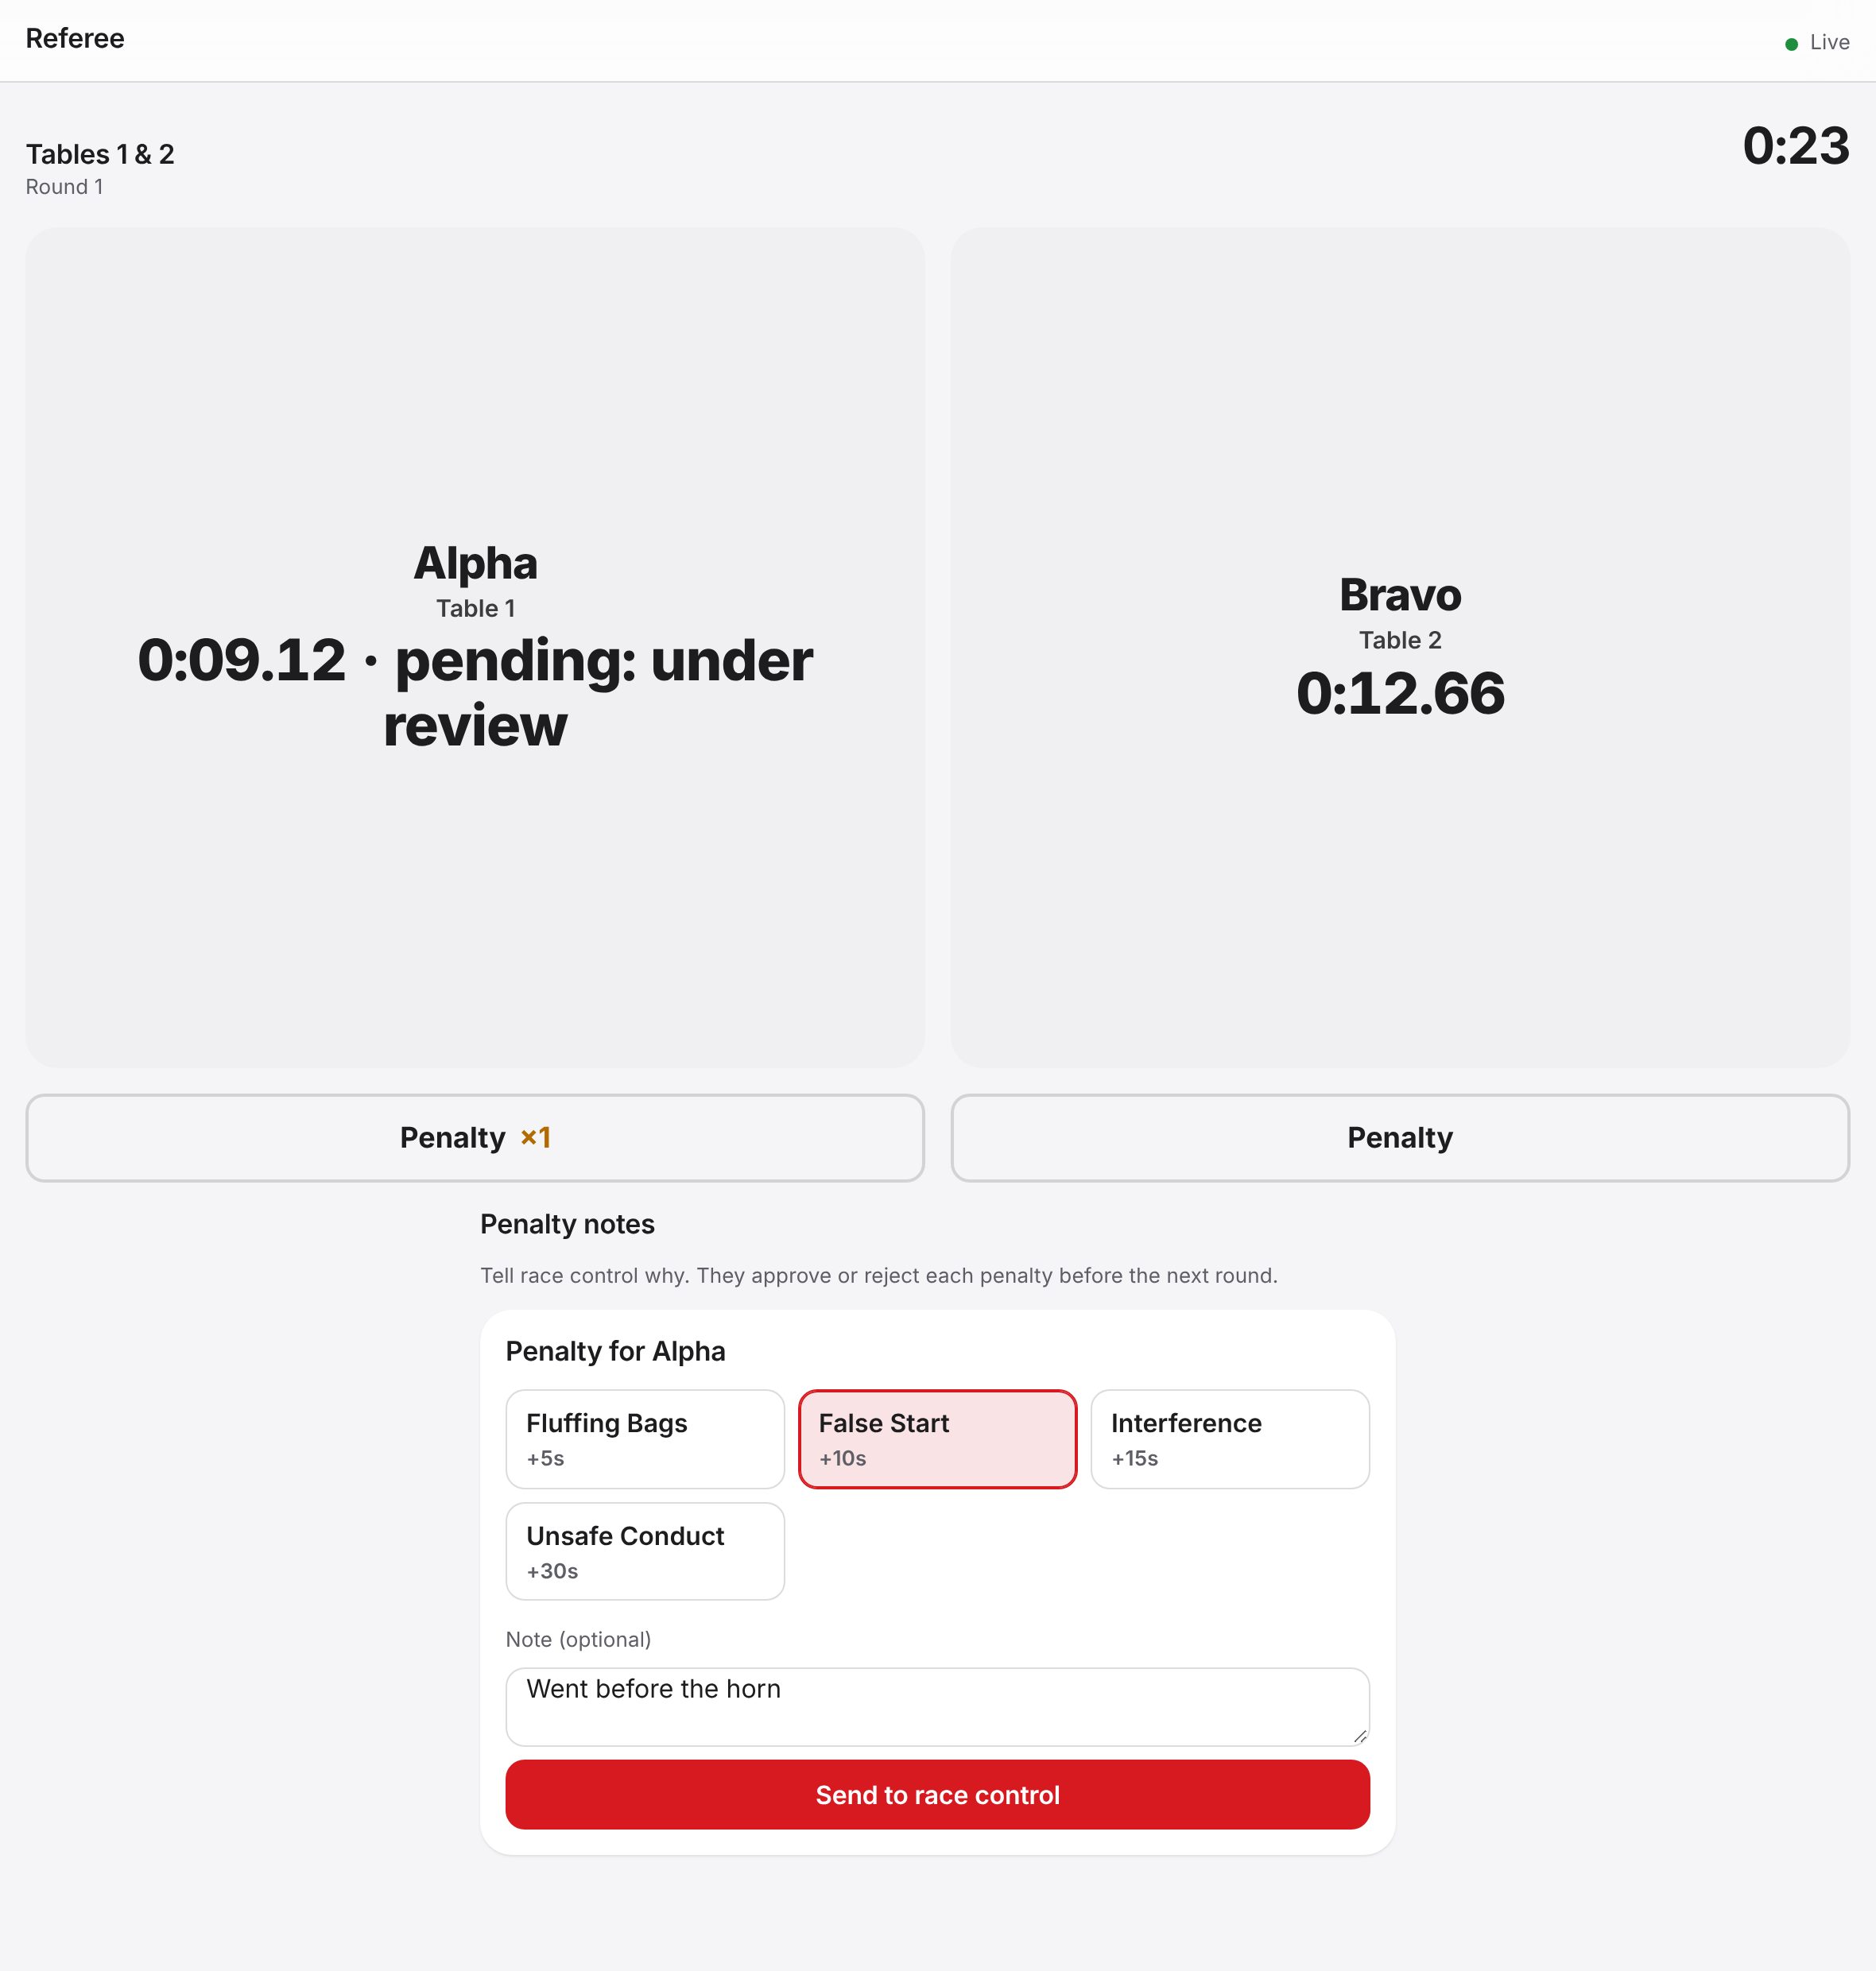 Referee
Live
Tables 1 & 2
Round 1
0:23
Alpha
Table 1
0:09.12 · pending: under
review
Bravo
Table 2
0:12.66
Penalty ×1
Penalty
Penalty notes
Tell race control why. They approve or reject each penalty before the next round.
Penalty for Alpha
Fluffing Bags
+5s
False Start
+10s
Interference
+15s
Unsafe Conduct
+30s
Note (optional)
Went before the horn
Send to race control